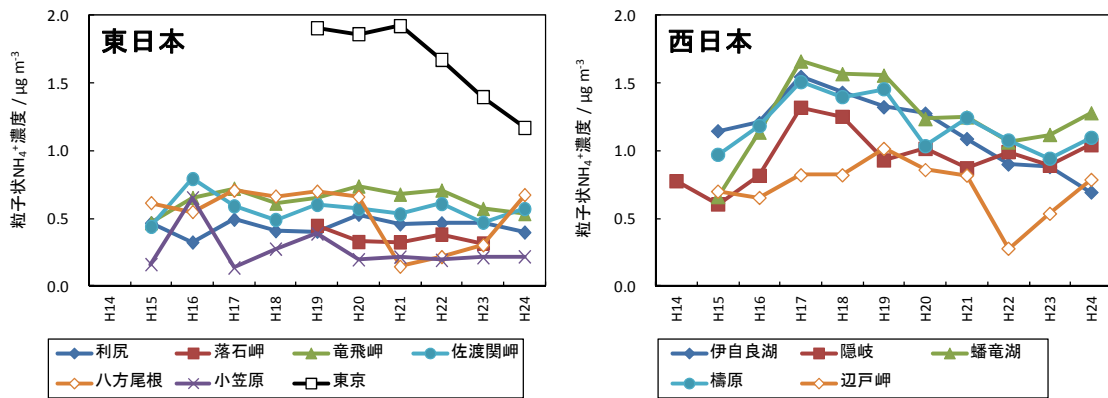 東日本
粒子状NH₄⁺濃度 / μg m⁻³
2.0
1.5
1.0
0.5
0.0
H14 H15 H16 H17 H18 H19 H20 H21 H22 H23 H24
利尻 落石岬 竜飛岬 佐渡関岬
八方尾根 小笠原 東京
西日本
粒子状NH₄⁺濃度 / μg m⁻³
2.0
1.5
1.0
0.5
0.0
H14 H15 H16 H17 H18 H19 H20 H21 H22 H23 H24
伊自良湖 隠岐 蟠竜湖
檮原 辺戸岬